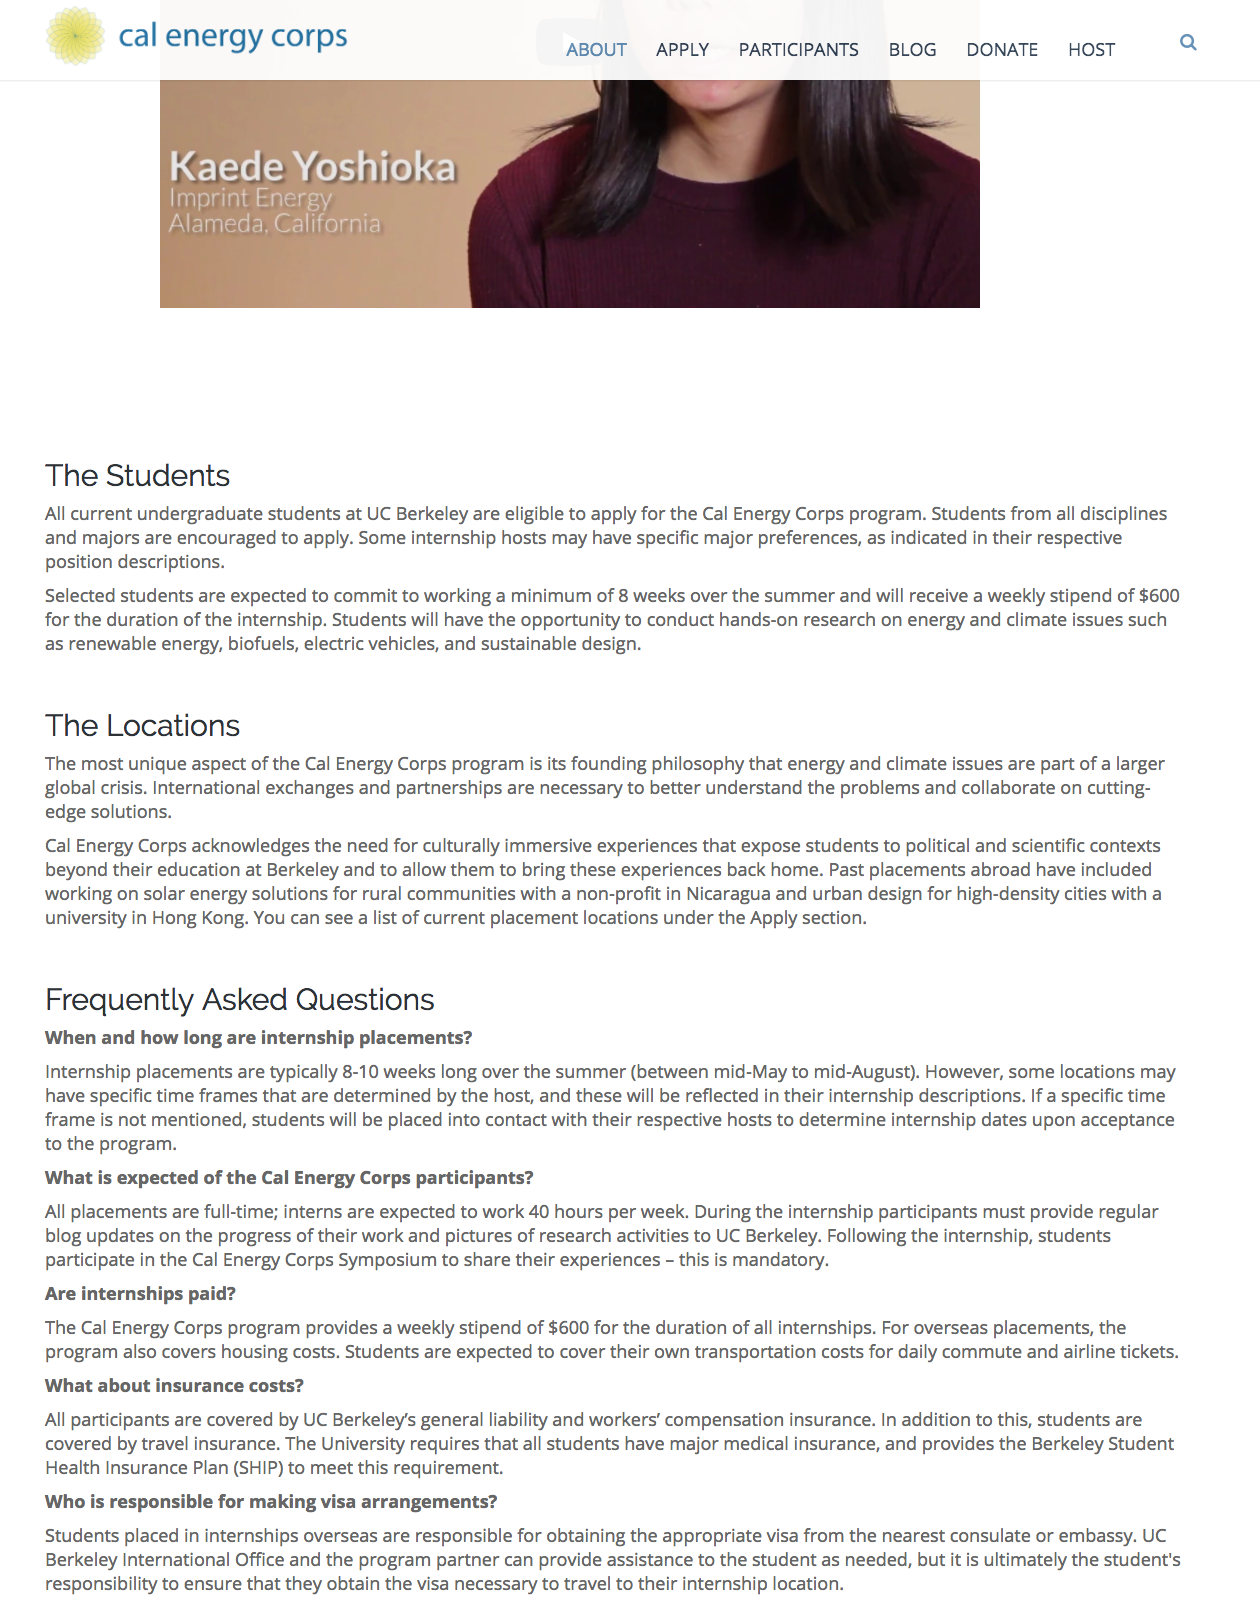 cal energy corps
ABOUT APPLY PARTICIPANTS BLOG DONATE HOST
Kaede Yoshioka
Imprint Energy
Alameda, California
The Students
All current undergraduate students at UC Berkeley are eligible to apply for the Cal Energy Corps program. Students from all disciplines
and majors are encouraged to apply. Some internship hosts may have specific major preferences, as indicated in their respective
position descriptions.
Selected students are expected to commit to working a minimum of 8 weeks over the summer and will receive a weekly stipend of $600
for the duration of the internship. Students will have the opportunity to conduct hands-on research on energy and climate issues such
as renewable energy, biofuels, electric vehicles, and sustainable design.
The Locations
The most unique aspect of the Cal Energy Corps program is its founding philosophy that energy and climate issues are part of a larger
global crisis. International exchanges and partnerships are necessary to better understand the problems and collaborate on cutting-
edge solutions.
Cal Energy Corps acknowledges the need for culturally immersive experiences that expose students to political and scientific contexts
beyond their education at Berkeley and to allow them to bring these experiences back home. Past placements abroad have included
working on solar energy solutions for rural communities with a non-profit in Nicaragua and urban design for high-density cities with a
university in Hong Kong. You can see a list of current placement locations under the Apply section.
Frequently Asked Questions
When and how long are internship placements?
Internship placements are typically 8-10 weeks long over the summer (between mid-May to mid-August). However, some locations may
have specific time frames that are determined by the host, and these will be reflected in their internship descriptions. If a specific time
frame is not mentioned, students will be placed into contact with their respective hosts to determine internship dates upon acceptance
to the program.
What is expected of the Cal Energy Corps participants?
All placements are full-time; interns are expected to work 40 hours per week. During the internship participants must provide regular
blog updates on the progress of their work and pictures of research activities to UC Berkeley. Following the internship, students
participate in the Cal Energy Corps Symposium to share their experiences – this is mandatory.
Are internships paid?
The Cal Energy Corps program provides a weekly stipend of $600 for the duration of all internships. For overseas placements, the
program also covers housing costs. Students are expected to cover their own transportation costs for daily commute and airline tickets.
What about insurance costs?
All participants are covered by UC Berkeley’s general liability and workers’ compensation insurance. In addition to this, students are
covered by travel insurance. The University requires that all students have major medical insurance, and provides the Berkeley Student
Health Insurance Plan (SHIP) to meet this requirement.
Who is responsible for making visa arrangements?
Students placed in internships overseas are responsible for obtaining the appropriate visa from the nearest consulate or embassy. UC
Berkeley International Office and the program partner can provide assistance to the student as needed, but it is ultimately the student's
responsibility to ensure that they obtain the visa necessary to travel to their internship location.